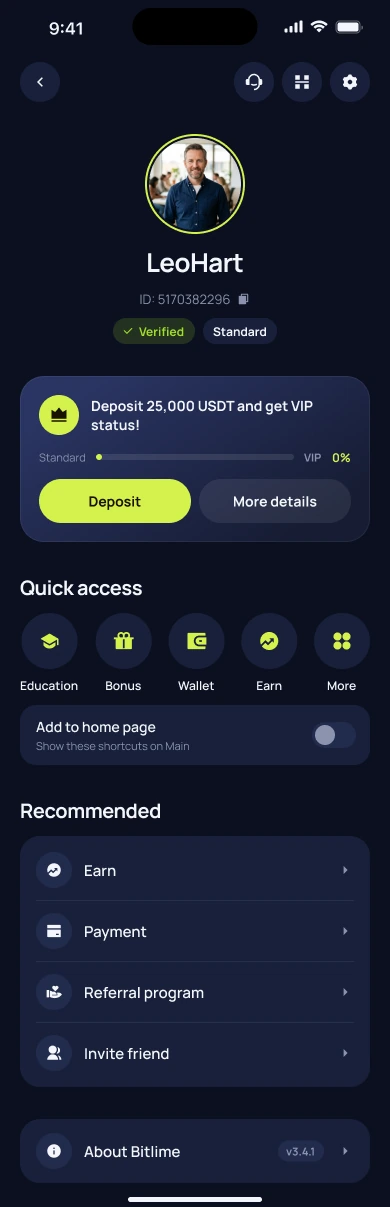 9:41
LeoHart
ID: 5170382296
Verified
Standard
Deposit 25,000 USDT and get VIP
status!
Standard
VIP
0%
Deposit
More details
Quick access
Education
Bonus
Wallet
Earn
More
Add to home page
Show these shortcuts on Main
Recommended
Earn
Payment
Referral program
Invite friend
About Bitlime
v3.4.1